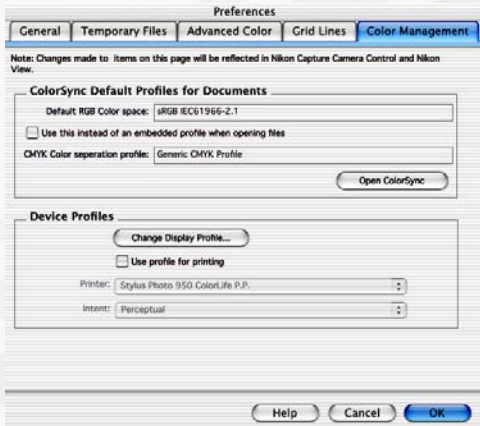 Preferences
General
Temporary Files
Advanced Color
Grid Lines
Color Management
Note: Changes made to items on this page will be reflected in Nikon Capture Camera Control and Nikon
View.
ColorSync Default Profiles for Documents
Default RGB Color space: sRGB IEC61966-2.1
Use this instead of an embedded profile when opening files
CMYK Color seperation profile: Generic CMYK Profile
Open ColorSync
Device Profiles
Change Display Profile...
Use profile for printing
Printer: Stylus Photo 950 ColorLife P.P.
Intent: Perceptual
Help
Cancel
OK